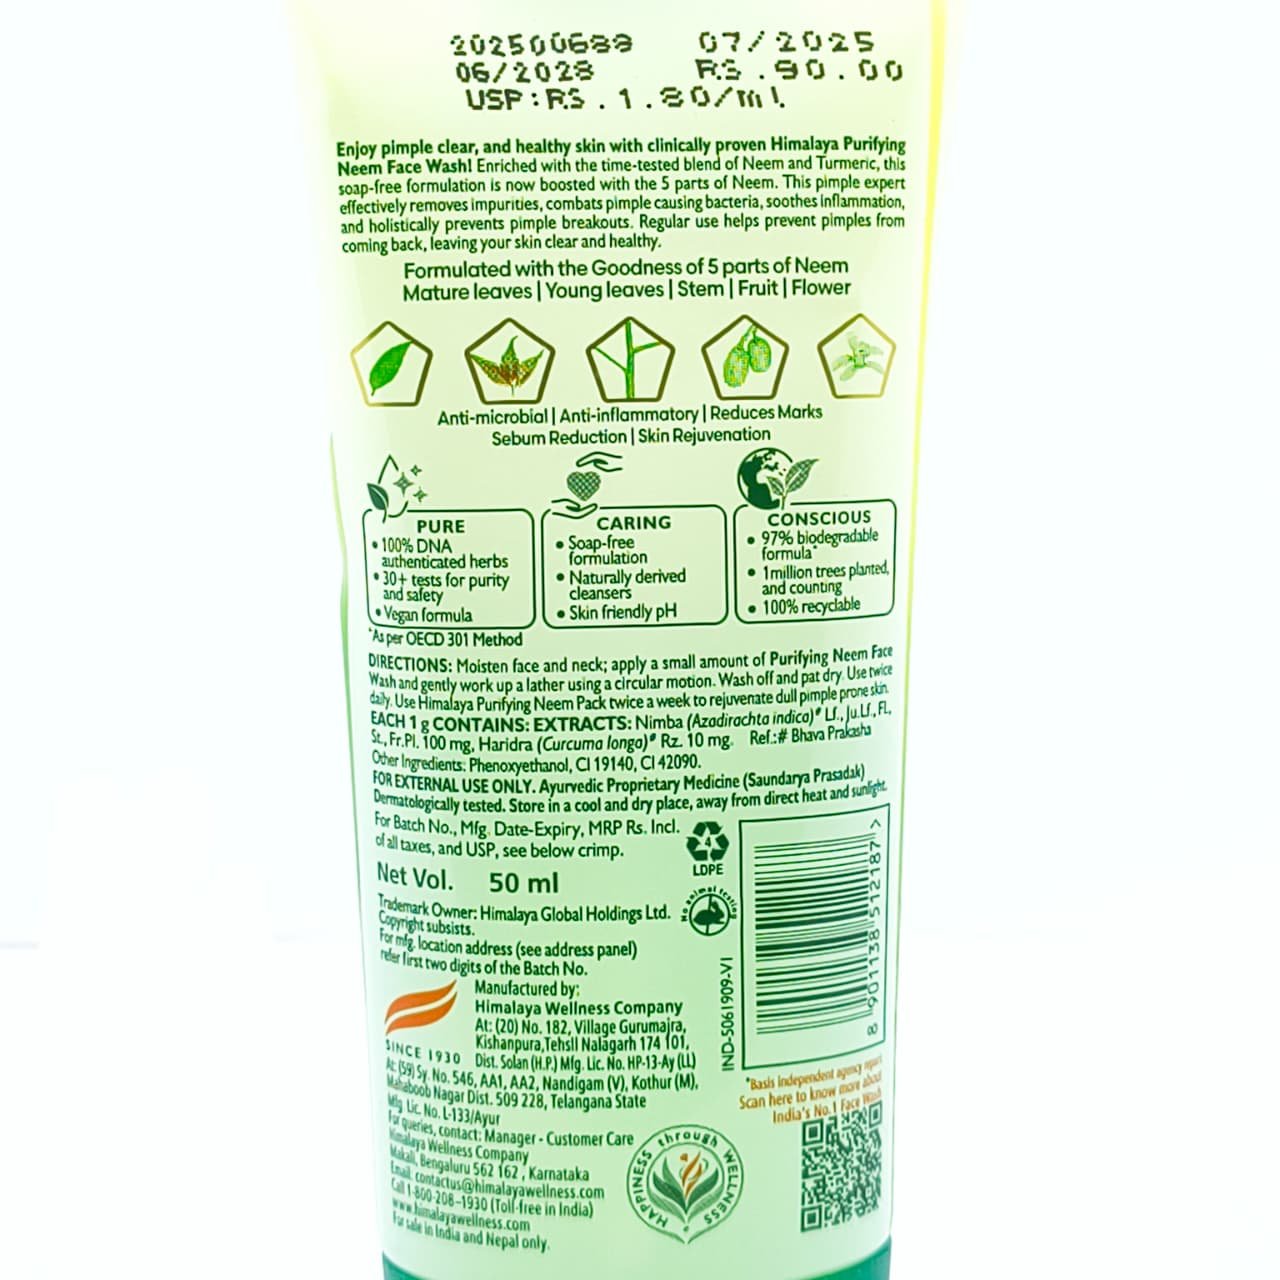 202500689 07/2025
06/2028 RS.90.00
USP:RS.1.80/ml
Enjoy pimple clear, and healthy skin with clinically proven Himalaya Purifying
Neem Face Wash! Enriched with the time-tested blend of Neem and Turmeric, this
soap-free formulation is now boosted with the 5 parts of Neem. This pimple expert
effectively removes impurities, combats pimple causing bacteria, soothes inflammation,
and holistically prevents pimple breakouts. Regular use helps prevent pimples from
coming back, leaving your skin clear and healthy.
Formulated with the Goodness of 5 parts of Neem
Mature leaves | Young leaves | Stem | Fruit | Flower
Anti-microbial | Anti-inflammatory | Reduces Marks
Sebum Reduction | Skin Rejuvenation
PURE
• 100% DNA
authenticated herbs
• 30+ tests for purity
and safety
• Vegan formula
CARING
• Soap-free
formulation
• Naturally derived
cleansers
• Skin friendly pH
CONSCIOUS
• 97% biodegradable
formula*
• 1million trees planted,
and counting
• 100% recyclable
*As per OECD 301 Method
DIRECTIONS: Moisten face and neck; apply a small amount of Purifying Neem Face
Wash and gently work up a lather using a circular motion. Wash off and pat dry. Use twice
daily. Use Himalaya Purifying Neem Pack twice a week to rejuvenate dull pimple prone skin.
EACH 1 g CONTAINS: EXTRACTS: Nimba (Azadirachta indica)# Lf., Ju.Lf., Fl.,
St., Fr.Pl. 100 mg, Haridra (Curcuma longa)# Rz. 10 mg. Ref.:# Bhava Prakasha
Other Ingredients: Phenoxyethanol, CI 19140, CI 42090.
FOR EXTERNAL USE ONLY. Ayurvedic Proprietary Medicine (Saundarya Prasadak)
Dermatologically tested. Store in a cool and dry place, away from direct heat and sunlight.
For Batch No., Mfg. Date-Expiry, MRP Rs. Incl.
of all taxes, and USP, see below crimp.
4
LDPE
Net Vol. 50 ml
No animal testing
Trademark Owner: Himalaya Global Holdings Ltd.
Copyright subsists.
For mfg. location address (see address panel)
refer first two digits of the Batch No.
8 901138 512187 >
IND-5061909-VI
SINCE 1930
Manufactured by:
Himalaya Wellness Company
At: (20) No. 182, Village Gurumajra,
Kishanpura,Tehsil Nalagarh 174 101,
Dist. Solan (H.P.) Mfg. Lic. No. HP-13-Ay (LL)
At: (59) Sy. No. 546, AA1, AA2, Nandigam (V), Kothur (M),
Mahaboob Nagar Dist. 509 228, Telangana State
Mfg Lic. No. L-133/Ayur
For queries, contact: Manager - Customer Care
Himalaya Wellness Company
Makali, Bengaluru 562 162, Karnataka
Email: contactus@himalayawellness.com
Call 1-800-208-1930 (Toll-free in India)
www.himalayawellness.com
For sale in India and Nepal only.
HAPPINESS through WELLNESS
*Basis independent agency report
Scan here to know more about
India's No.1 Face Wash